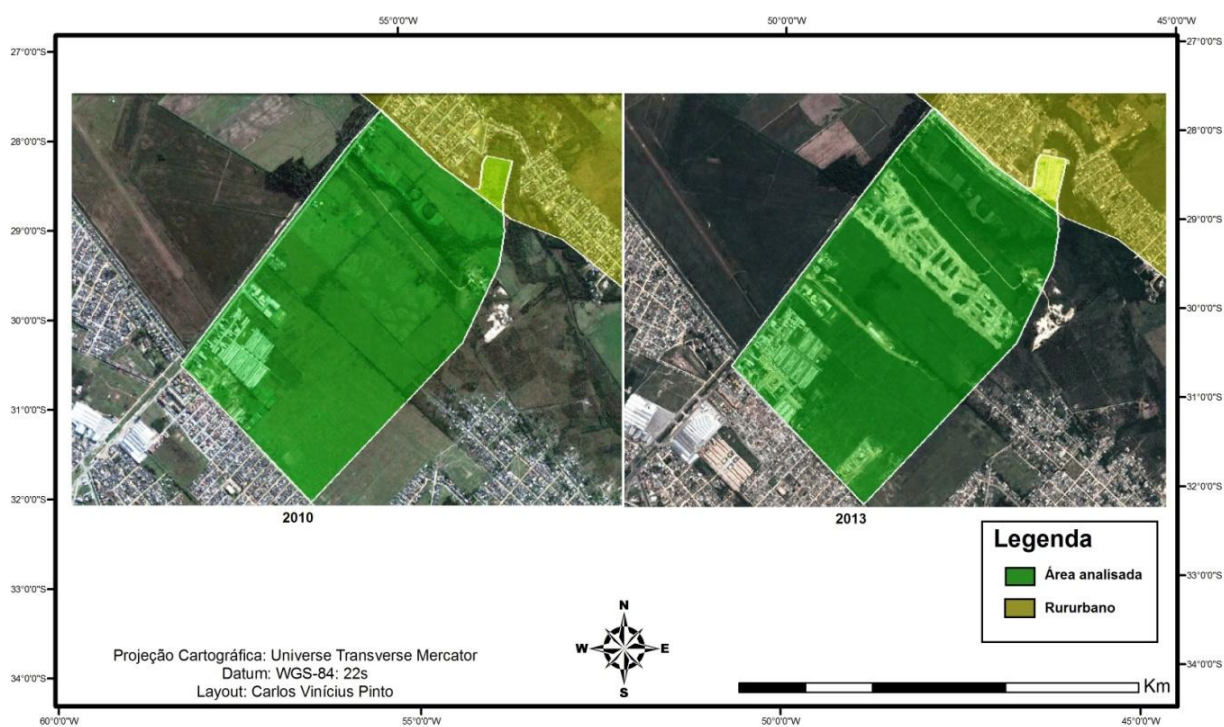 55°0'0"W
50°0'0"W
45°0'0"W
27°0'0"S
27°0'0"S
28°0'0"S
28°0'0"S
29°0'0"S
29°0'0"S
30°0'0"S
30°0'0"S
31°0'0"S
31°0'0"S
32°0'0"S
32°0'0"S
2010
2013
Legenda
Área analisada
Rururbano
33°0'0"S
33°0'0"S
N
W
E
S
Projeção Cartográfica: Universe Transverse Mercator
Datum: WGS-84: 22s
Layout: Carlos Vinícius Pinto
Km
34°0'0"S
34°0'0"S
60°0'0"W
55°0'0"W
50°0'0"W
45°0'0"W